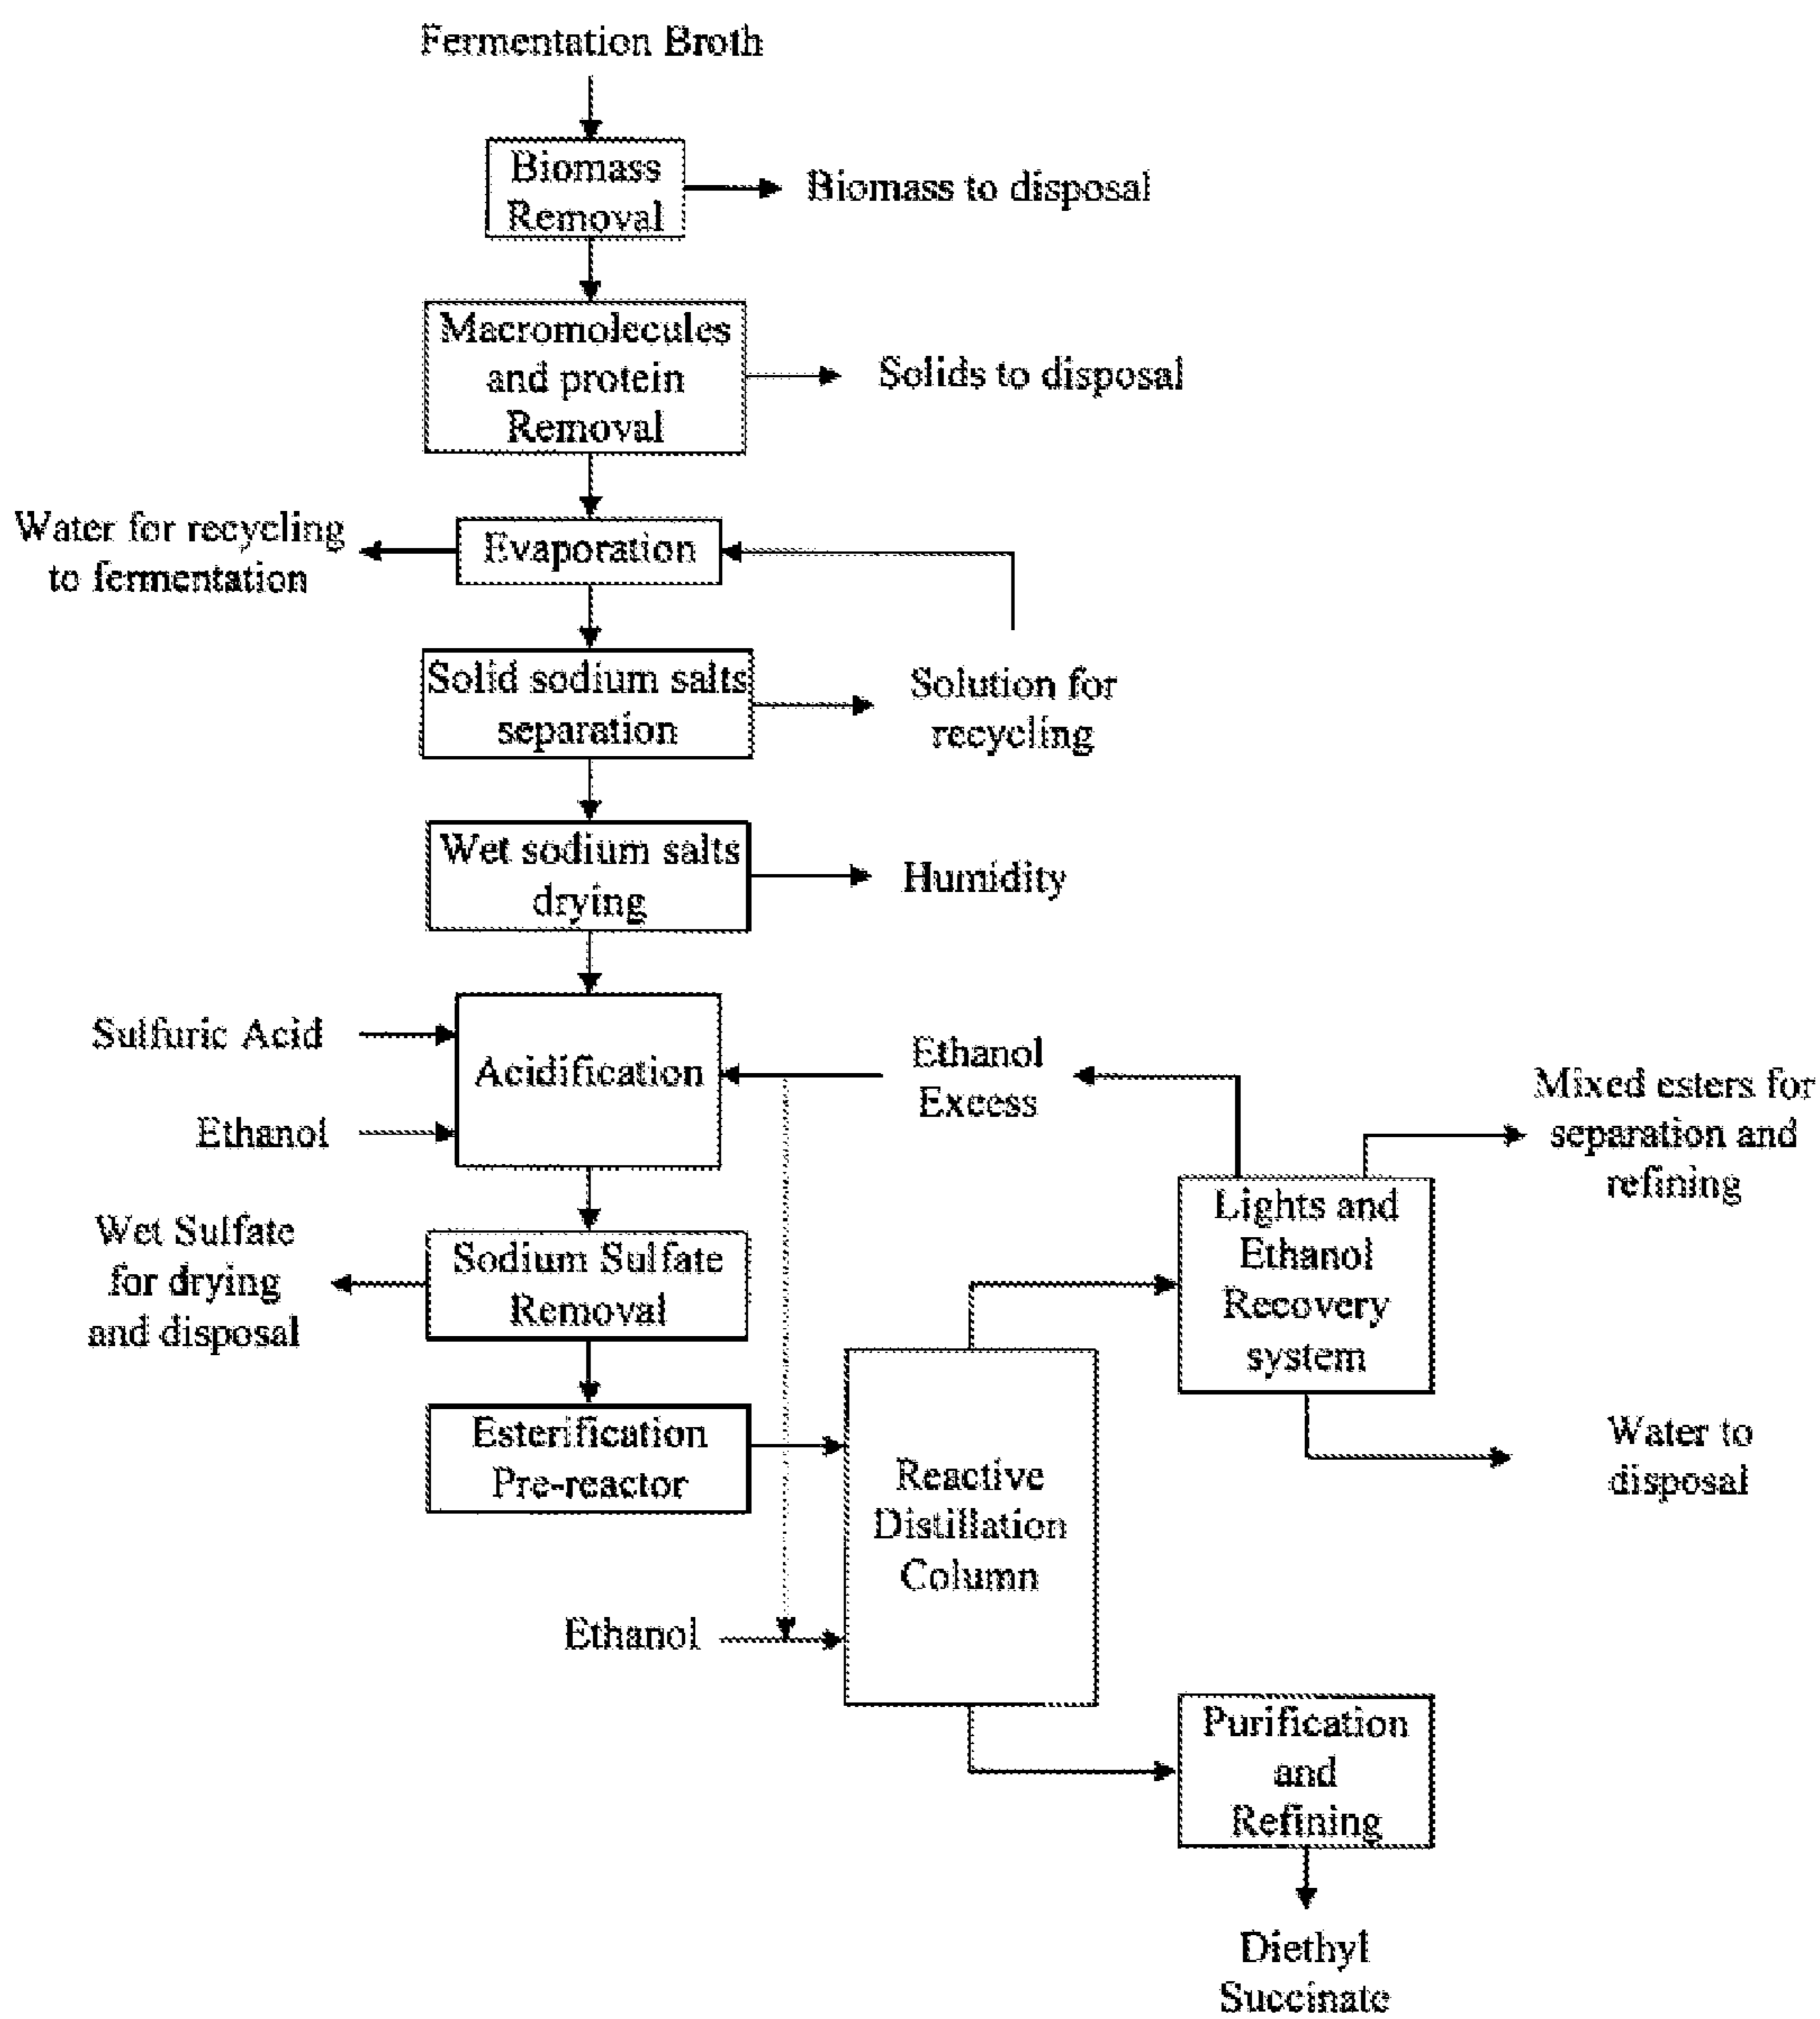 Fermentation Broth
Biomass
Removal
Biomass to disposal
Macromolecules
and protein
Removal
Solids to disposal
Water for recycling
to fermentation
Evaporation
Solid sodium salts
separation
Solution for
recycling
Wet sodium salts
drying
Humidity
Sulfuric Acid
Ethanol
Acidification
Ethanol
Excess
Mixed esters for
separation and
refining
Wet Sulfate
for drying
and disposal
Sodium Sulfate
Removal
Lights and
Ethanol
Recovery
system
Esterification
Pre-reactor
Reactive
Distillation
Column
Water to
disposal
Ethanol
Purification
and
Refining
Diethyl
Succinate